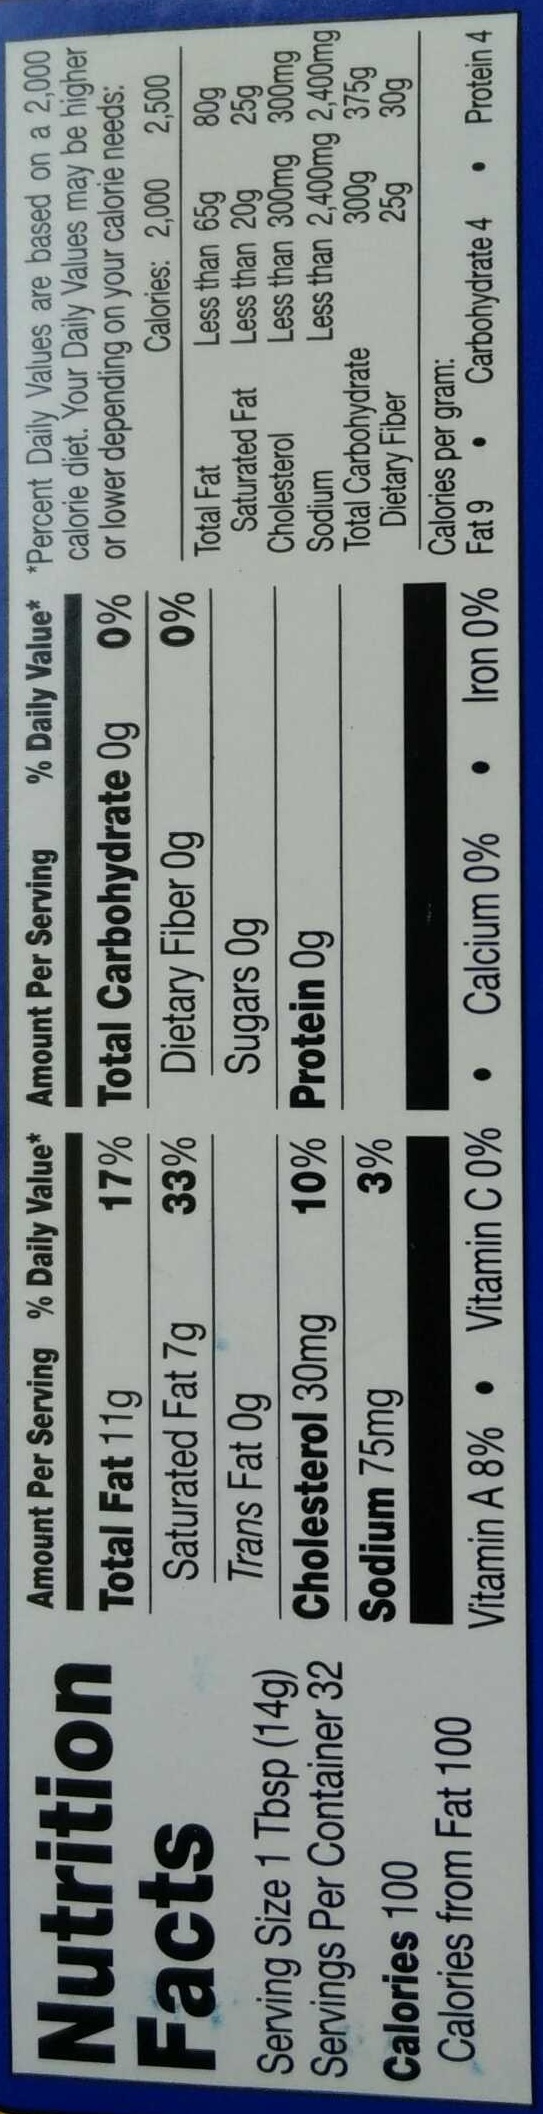 Nutrition
Facts
Serving Size 1 Tbsp (14g)
Servings Per Container 32
Calories 100
Calories from Fat 100
Amount Per Serving % Daily Value*
Total Fat 11g 17%
Saturated Fat 7g 33%
Trans Fat 0g
Cholesterol 30mg 10%
Sodium 75mg 3%
Amount Per Serving % Daily Value*
Total Carbohydrate 0g 0%
Dietary Fiber 0g 0%
Sugars 0g
Protein 0g
Vitamin A 8% • Vitamin C 0% • Calcium 0% • Iron 0%
*Percent Daily Values are based on a 2,000
calorie diet. Your Daily Values may be higher
or lower depending on your calorie needs:
Calories: 2,000 2,500
Total Fat Less than 65g 80g
Saturated Fat Less than 20g 25g
Cholesterol Less than 300mg 300mg
Sodium Less than 2,400mg 2,400mg
Total Carbohydrate 300g 375g
Dietary Fiber 25g 30g
Calories per gram:
Fat 9 • Carbohydrate 4 • Protein 4